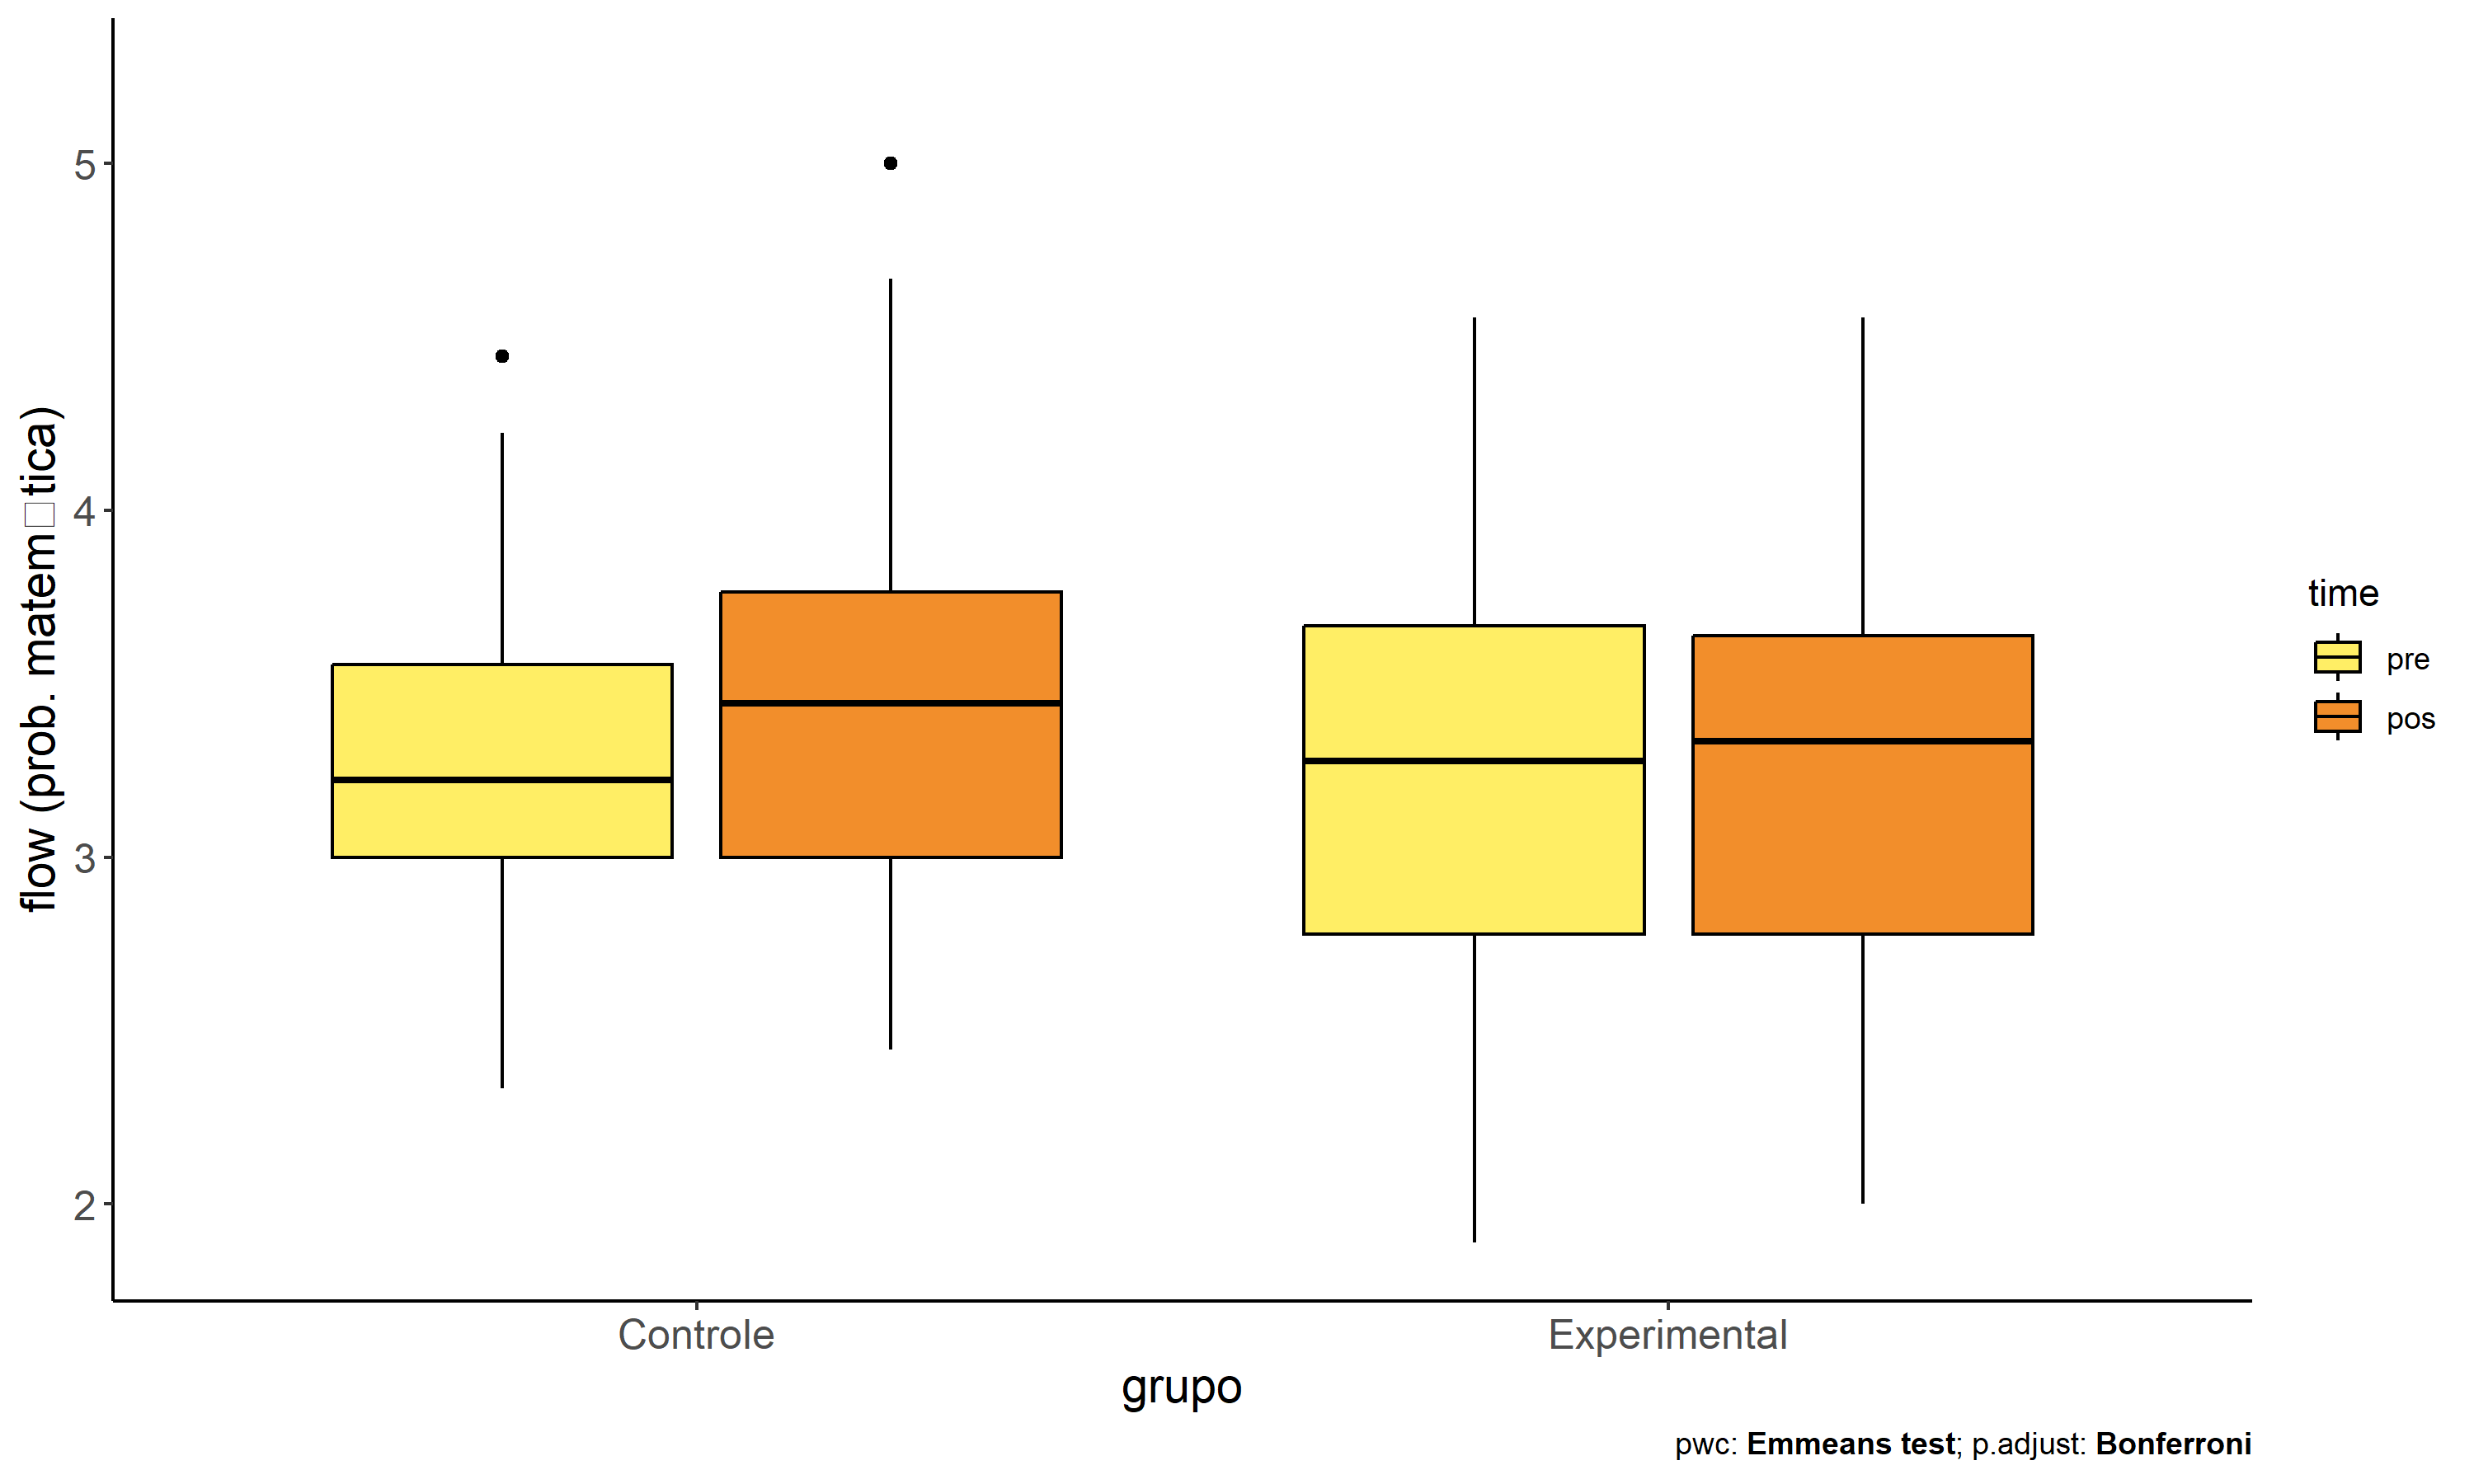 flow (prob. matem□tica)
5
4
3
2
Controle
Experimental
grupo
time
pre
pos
pwc: Emmeans test; p.adjust: Bonferroni